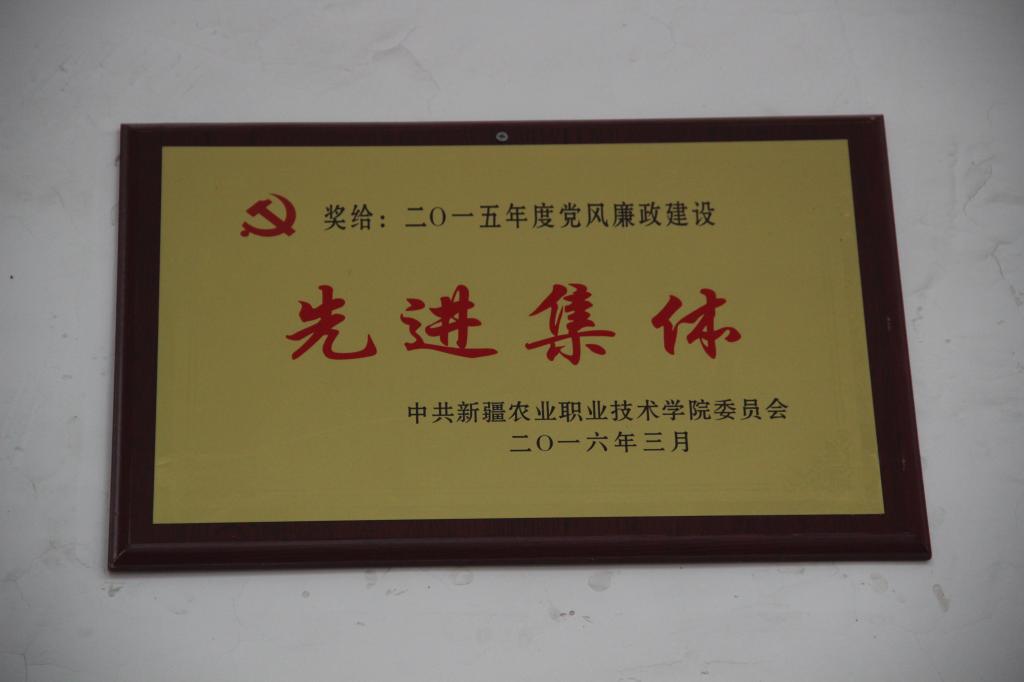 奖给：二〇一五年度党风廉政建设
先进集体
中共新疆农业职业技术学院委员会
二〇一六年三月